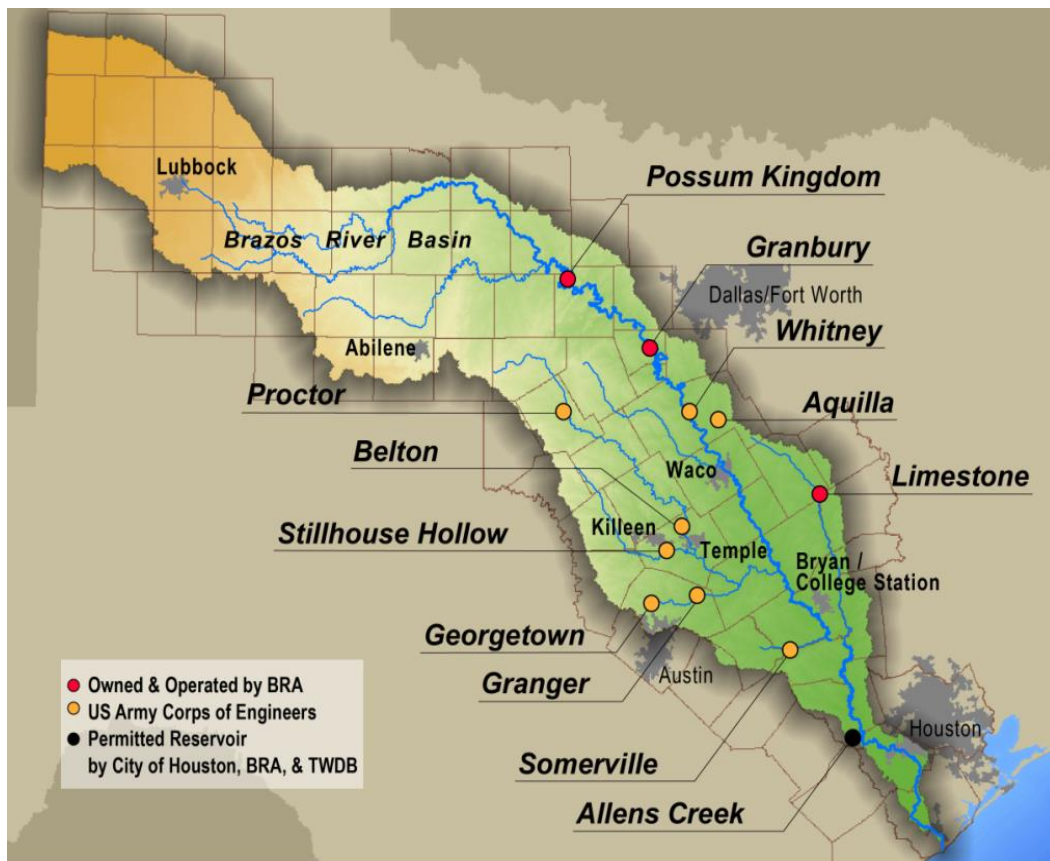 Lubbock
Possum Kingdom
Brazos River Basin
Granbury
Dallas/Fort Worth
Whitney
Abilene
Proctor
Aquilla
Belton
Waco
Limestone
Stillhouse Hollow
Killeen
Temple
Bryan /
College Station
Georgetown
Granger
Austin
Owned & Operated by BRA
US Army Corps of Engineers
Permitted Reservoir
by City of Houston, BRA, & TWDB
Houston
Somerville
Allens Creek